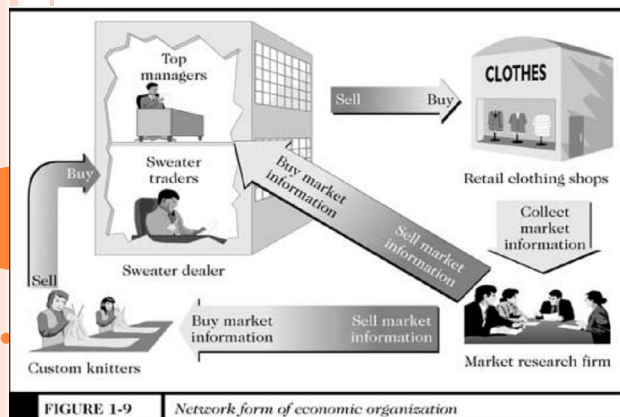 Top
managers
Sweater
traders
Sweater dealer
Sell
Buy
CLOTHES
Retail clothing shops
Buy
Sell
Buy market
information
Sell market
information
Collect
market
information
Custom knitters
Buy market
information
Sell market
information
Market research firm
FIGURE 1-9
Network form of economic organization